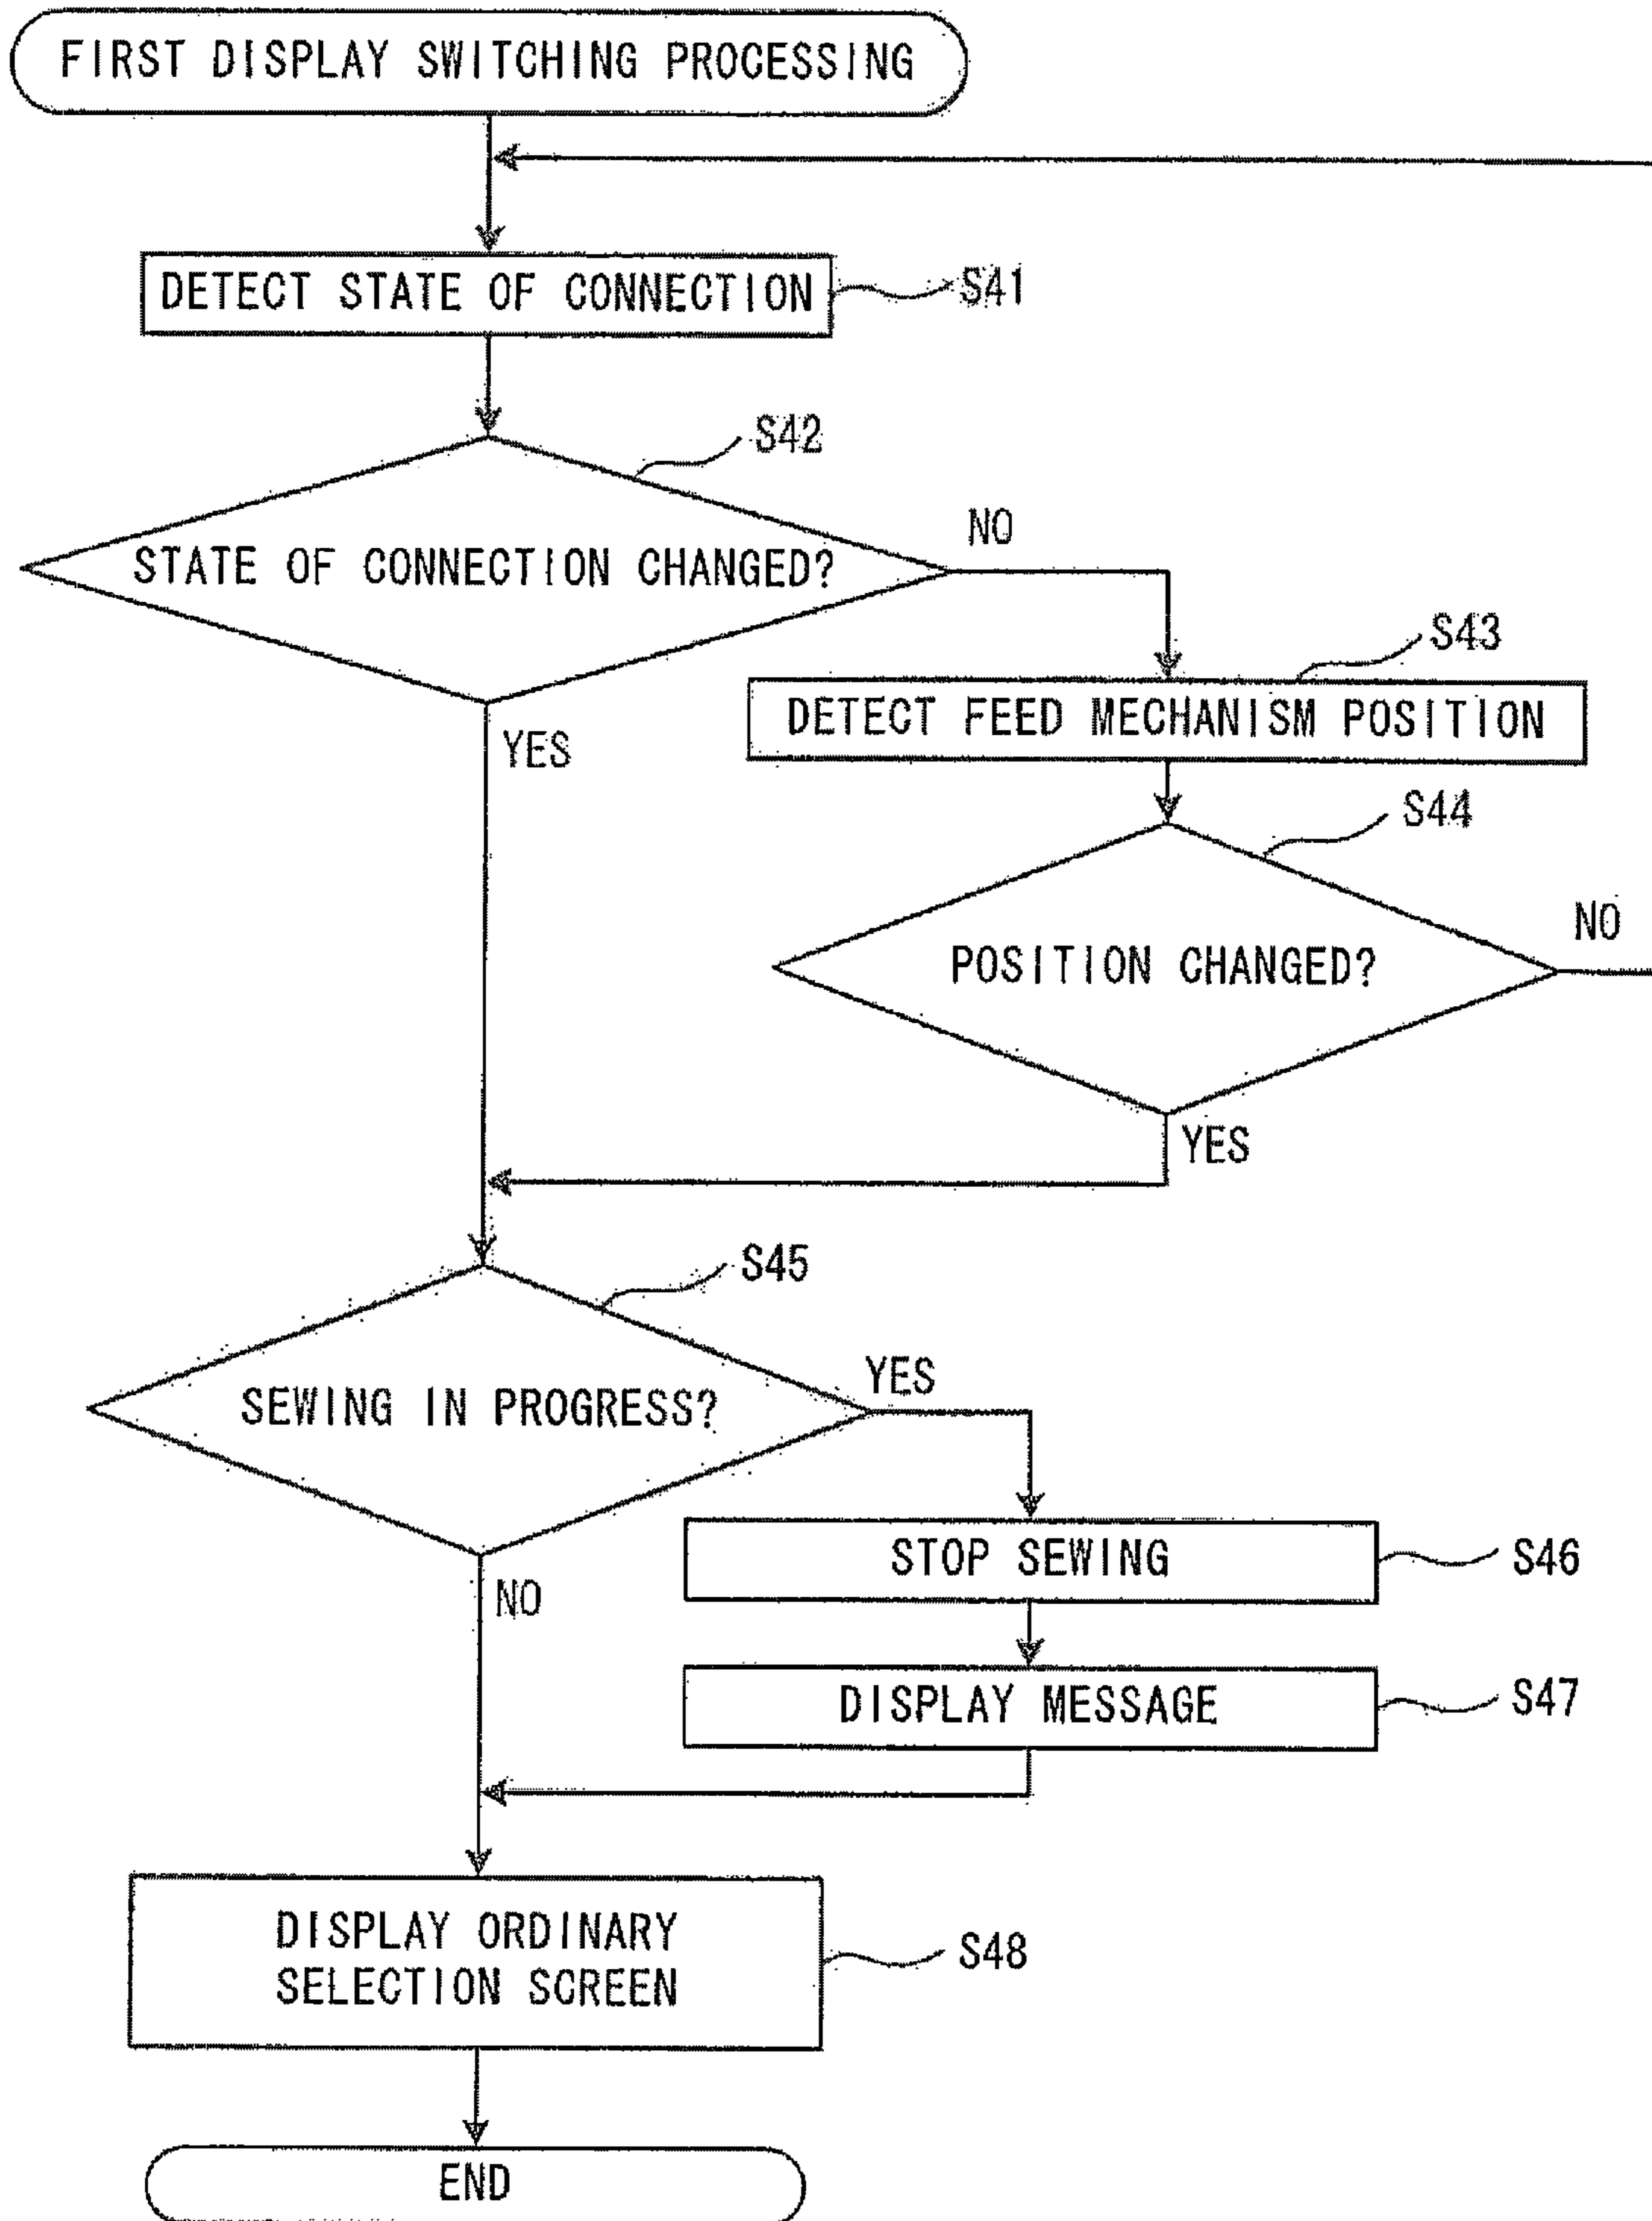 FIRST DISPLAY SWITCHING PROCESSING
DETECT STATE OF CONNECTION
S41
S42
STATE OF CONNECTION CHANGED?
NO
YES
S43
DETECT FEED MECHANISM POSITION
S44
POSITION CHANGED?
NO
YES
S45
SEWING IN PROGRESS?
YES
NO
STOP SEWING
S46
DISPLAY MESSAGE
S47
DISPLAY ORDINARY
SELECTION SCREEN
S48
END